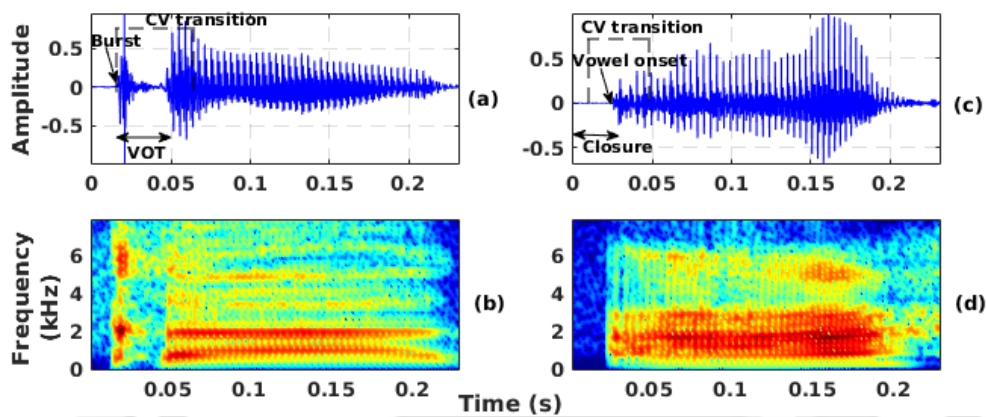 CV transition
Burst
VOT
Amplitude
0.5
0
-0.5
0 0.05 0.1 0.15 0.2
(a)
CV transition
Vowel onset
Closure
0.5
0
-0.5
0 0.05 0.1 0.15 0.2
(c)
Frequency
(kHz)
6
4
2
0
0.05 0.1 0.15 0.2
(b)
6
4
2
0
0.05 0.1 0.15 0.2
(d)
Time (s)